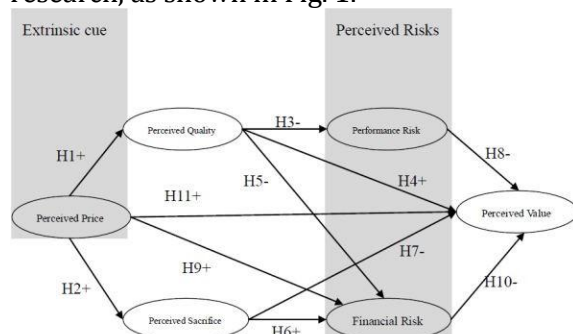 research, as shown in Fig. 1.
Extrinsic cue
Perceived Risks
Perceived Quality
H3-
Performance Risk
H1+
H8-
H5-
H4+
H11+
Perceived Price
Perceived Value
H7-
H9+
H2+
H10-
Perceived Sacrifice
H6+
Financial Risk